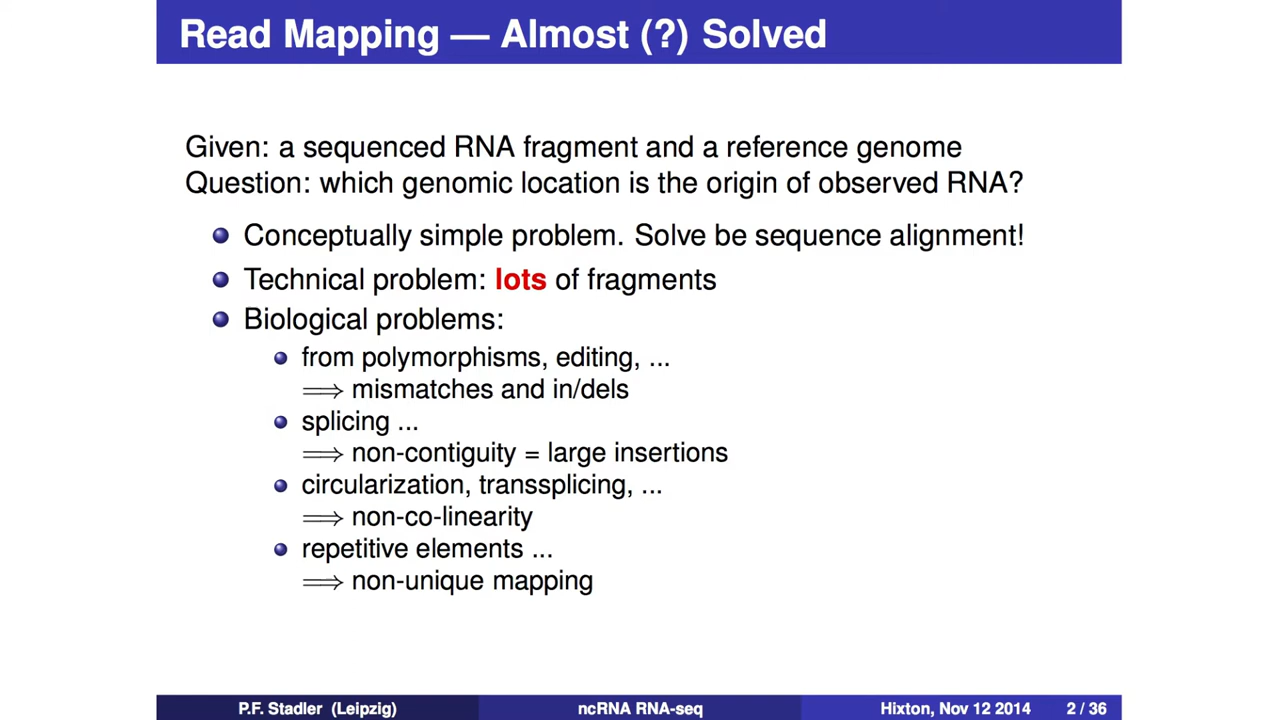 Read Mapping — Almost (?) Solved
Given: a sequenced RNA fragment and a reference genome
Question: which genomic location is the origin of observed RNA?
Conceptually simple problem. Solve be sequence alignment!
Technical problem: lots of fragments
Biological problems:
from polymorphisms, editing, ...
⟹ mismatches and in/dels
splicing ...
⟹ non-contiguity = large insertions
circularization, transsplicing, ...
⟹ non-co-linearity
repetitive elements ...
⟹ non-unique mapping
P.F. Stadler (Leipzig) ncRNA RNA-seq Hixton, Nov 12 2014 2 / 36